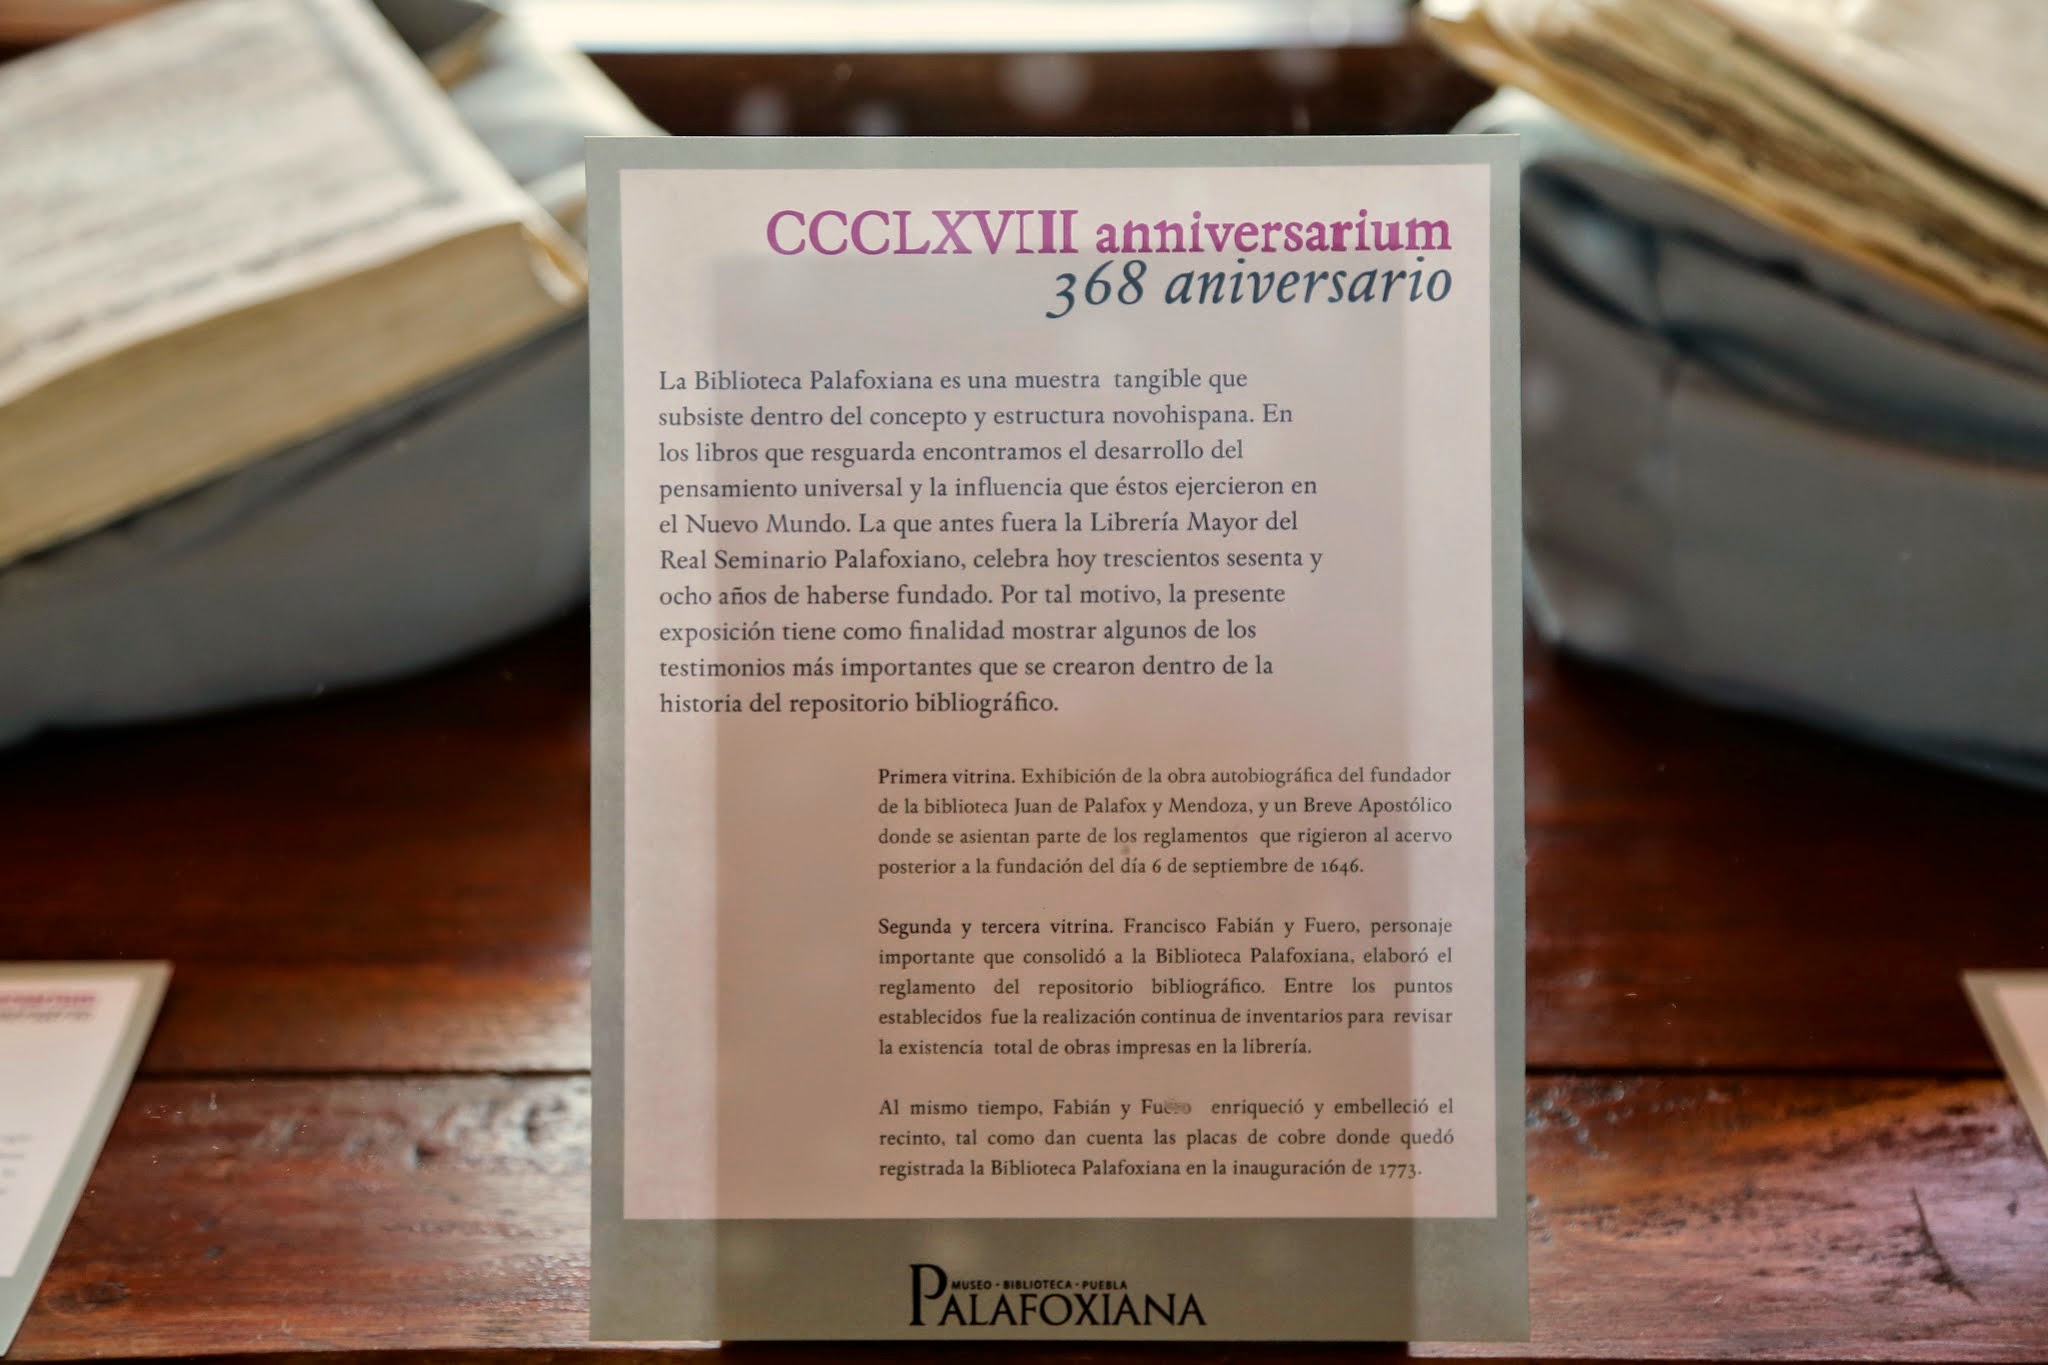 CCCLXVIII anniversarium
368 aniversario
La Biblioteca Palafoxiana es una muestra tangible que
subsiste dentro del concepto y estructura novohispana. En
los libros que resguarda encontramos el desarrollo del
pensamiento universal y la influencia que éstos ejercieron en
el Nuevo Mundo. La que antes fuera la Librería Mayor del
Real Seminario Palafoxiano, celebra hoy trescientos sesenta y
ocho años de haberse fundado. Por tal motivo, la presente
exposición tiene como finalidad mostrar algunos de los
testimonios más importantes que se crearon dentro de la
historia del repositorio bibliográfico.
Primera vitrina. Exhibición de la obra autobiográfica del fundador
de la biblioteca Juan de Palafox y Mendoza, y un Breve Apostólico
donde se asientan parte de los reglamentos que rigieron al acervo
posterior a la fundación del día 6 de septiembre de 1646.
Segunda y tercera vitrina. Francisco Fabián y Fuero, personaje
importante que consolidó a la Biblioteca Palafoxiana, elaboró el
reglamento del repositorio bibliográfico. Entre los puntos
establecidos fue la realización continua de inventarios para revisar
la existencia total de obras impresas en la librería.
Al mismo tiempo, Fabián y Fuero enriqueció y embelleció el
recinto, tal como dan cuenta las placas de cobre donde quedó
registrada la Biblioteca Palafoxiana en la inauguración de 1773.
MUSEO · BIBLIOTECA · PUEBLA
PALAFOXIANA